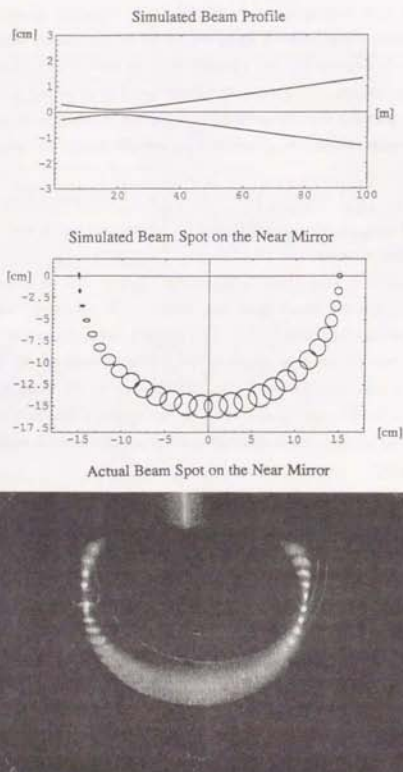 Simulated Beam Profile
[cm]
3
2
1
0
-1
-2
-3
[m]
20 40 60 80 100
Simulated Beam Spot on the Near Mirror
[cm]
0
-2.5
-5
-7.5
-10
-12.5
-15
-17.5
-15 -10 -5 0 5 10 15
[cm]
Actual Beam Spot on the Near Mirror